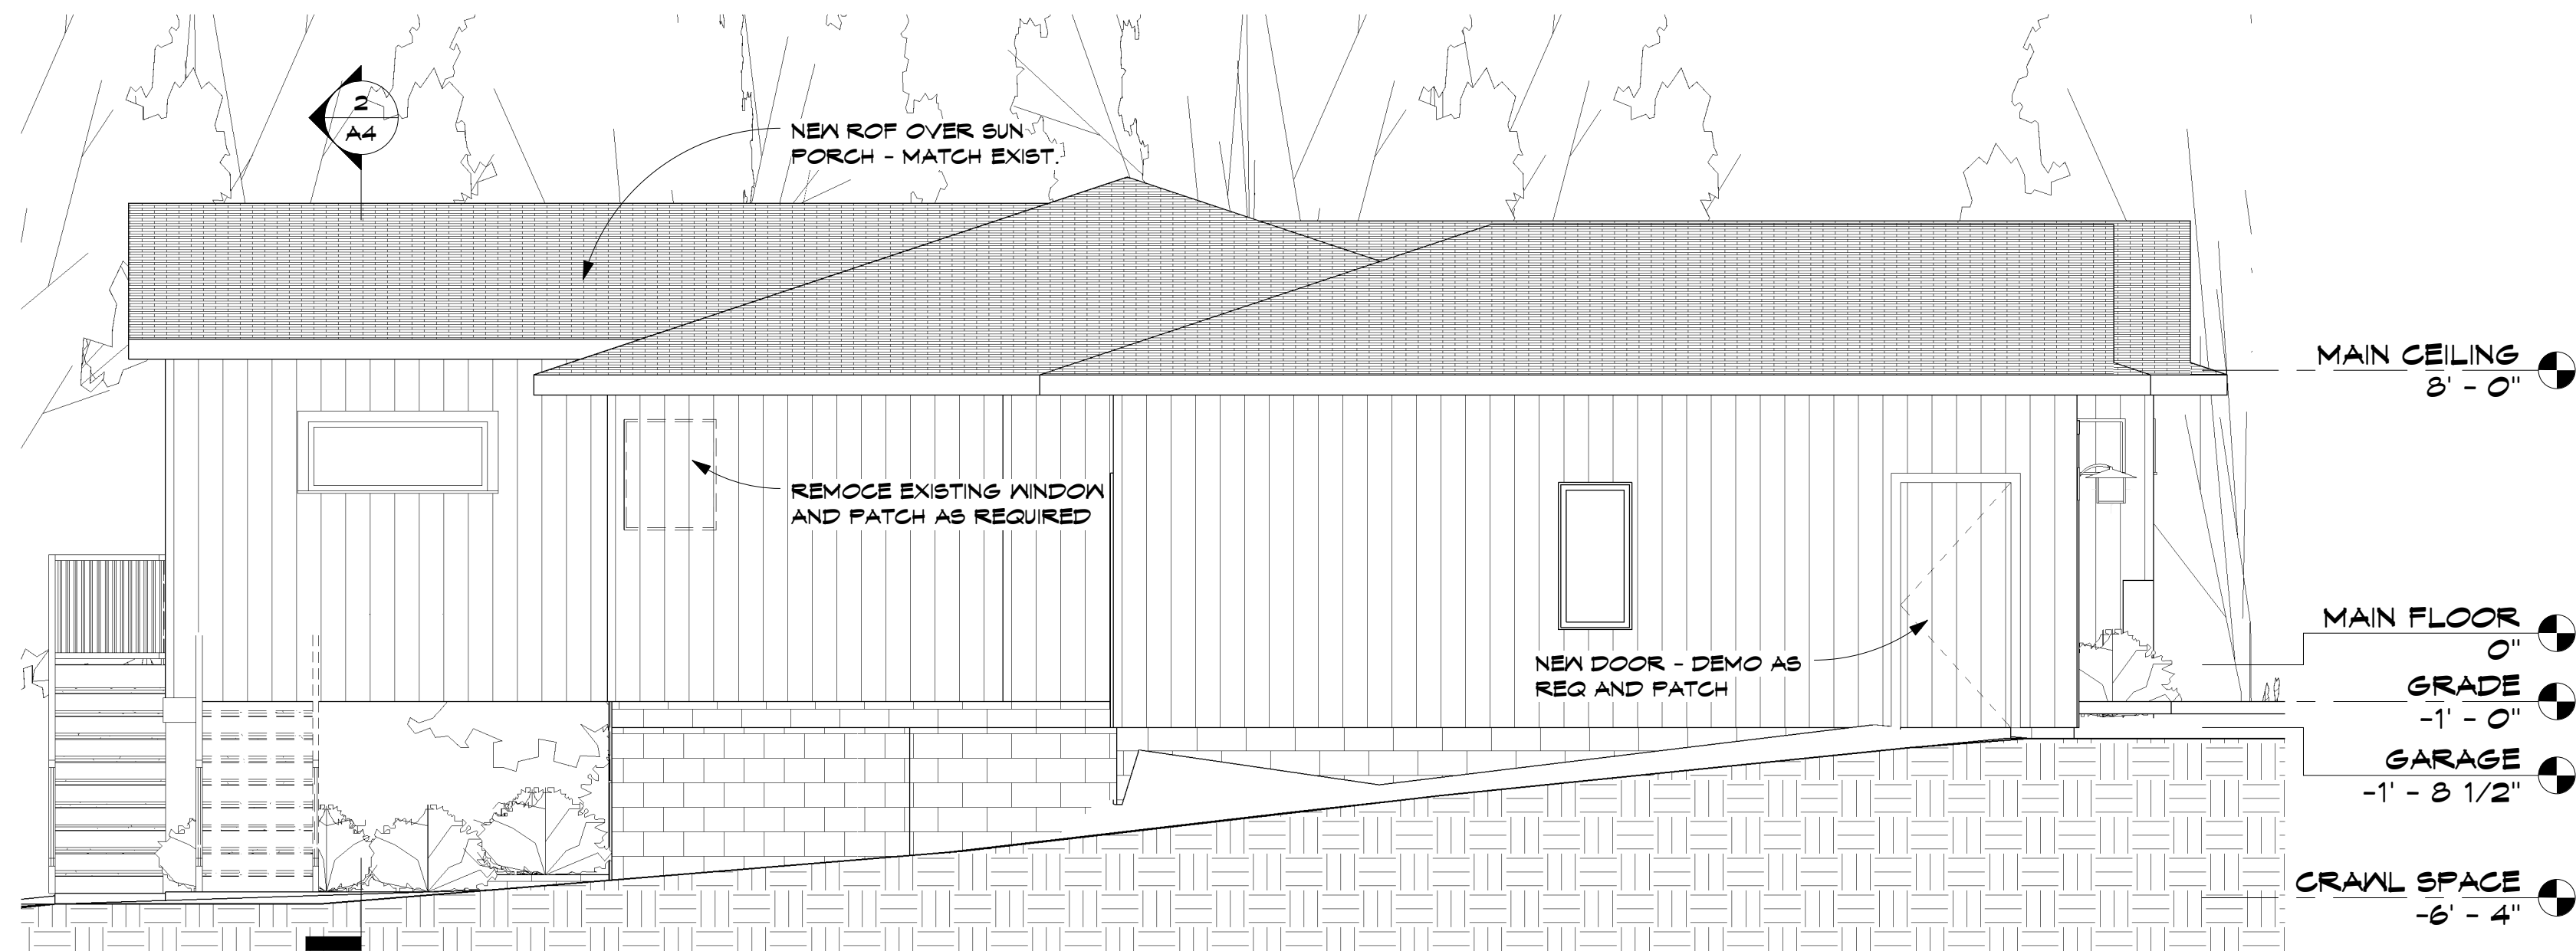 2
A4
NEW ROF OVER SUN
PORCH - MATCH EXIST.
MAIN CEILING
8' - 0"
REMOCE EXISTING WINDOW
AND PATCH AS REQUIRED
MAIN FLOOR
0"
NEW DOOR - DEMO AS
REQ AND PATCH
GRADE
-1' - 0"
GARAGE
-1' - 8 1/2"
CRAWL SPACE
-6' - 4"